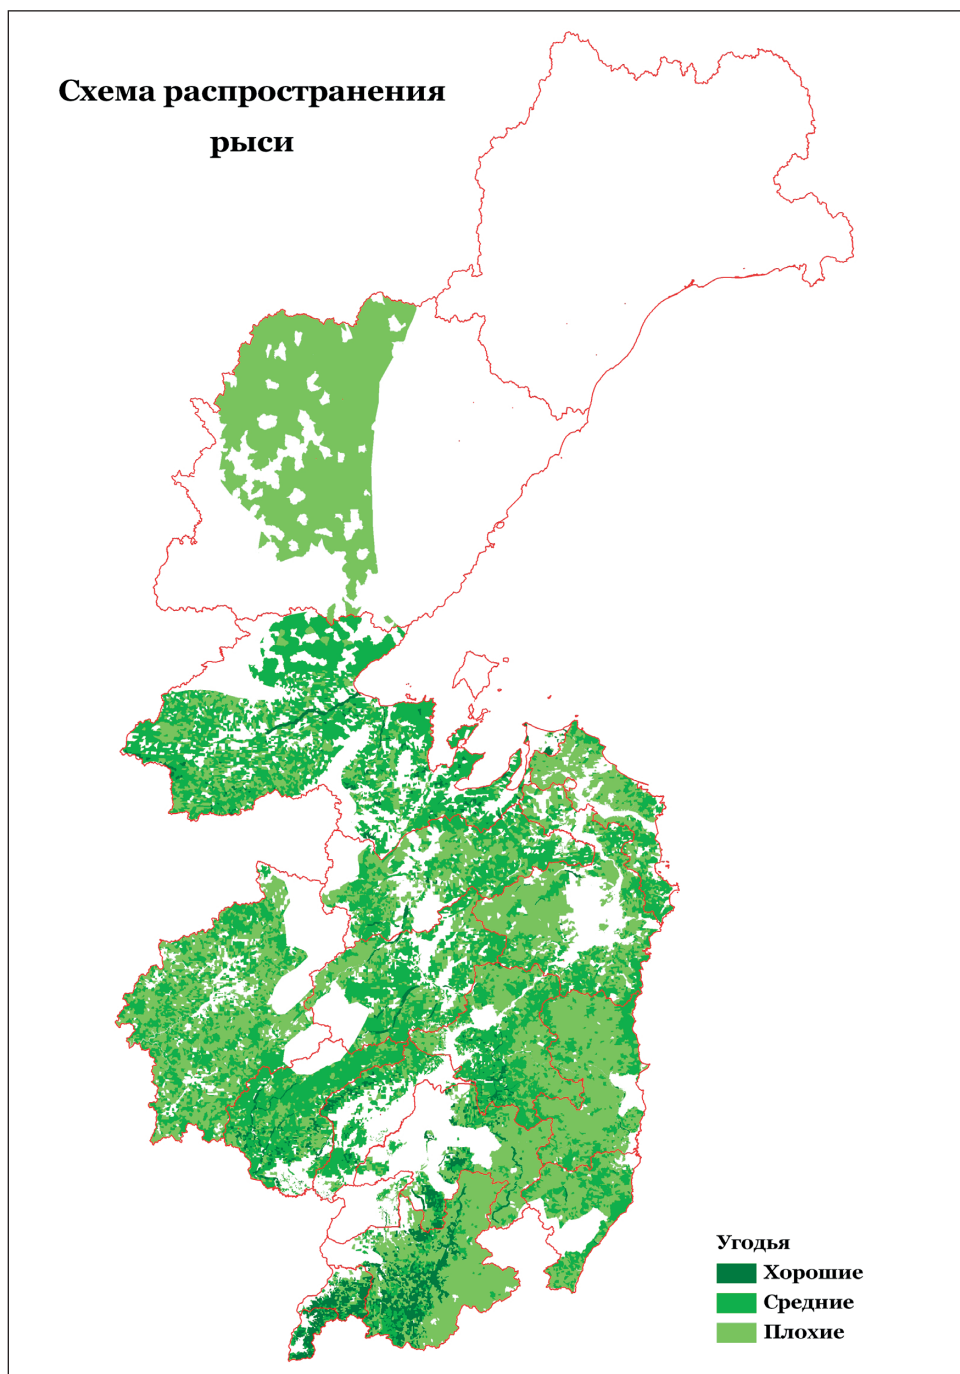 Схема распространения
рыси
Угодья
Хорошие
Средние
Плохие